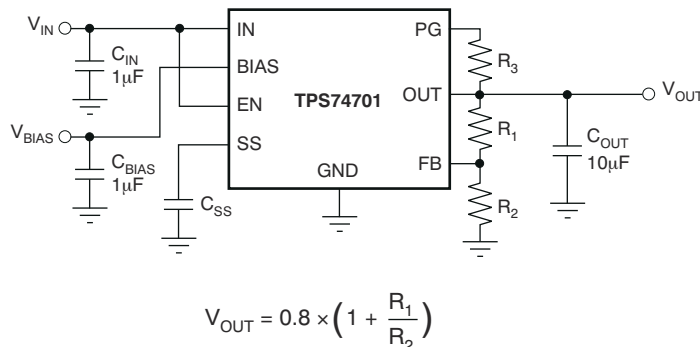 V_IN
C_IN
1μF
V_BIAS
C_BIAS
1μF
C_SS
IN
BIAS
EN
SS
TPS74701
GND
PG
OUT
FB
R_3
R_1
R_2
C_OUT
10μF
V_OUT
V_OUT = 0.8 × (1 + R_1/R_2)